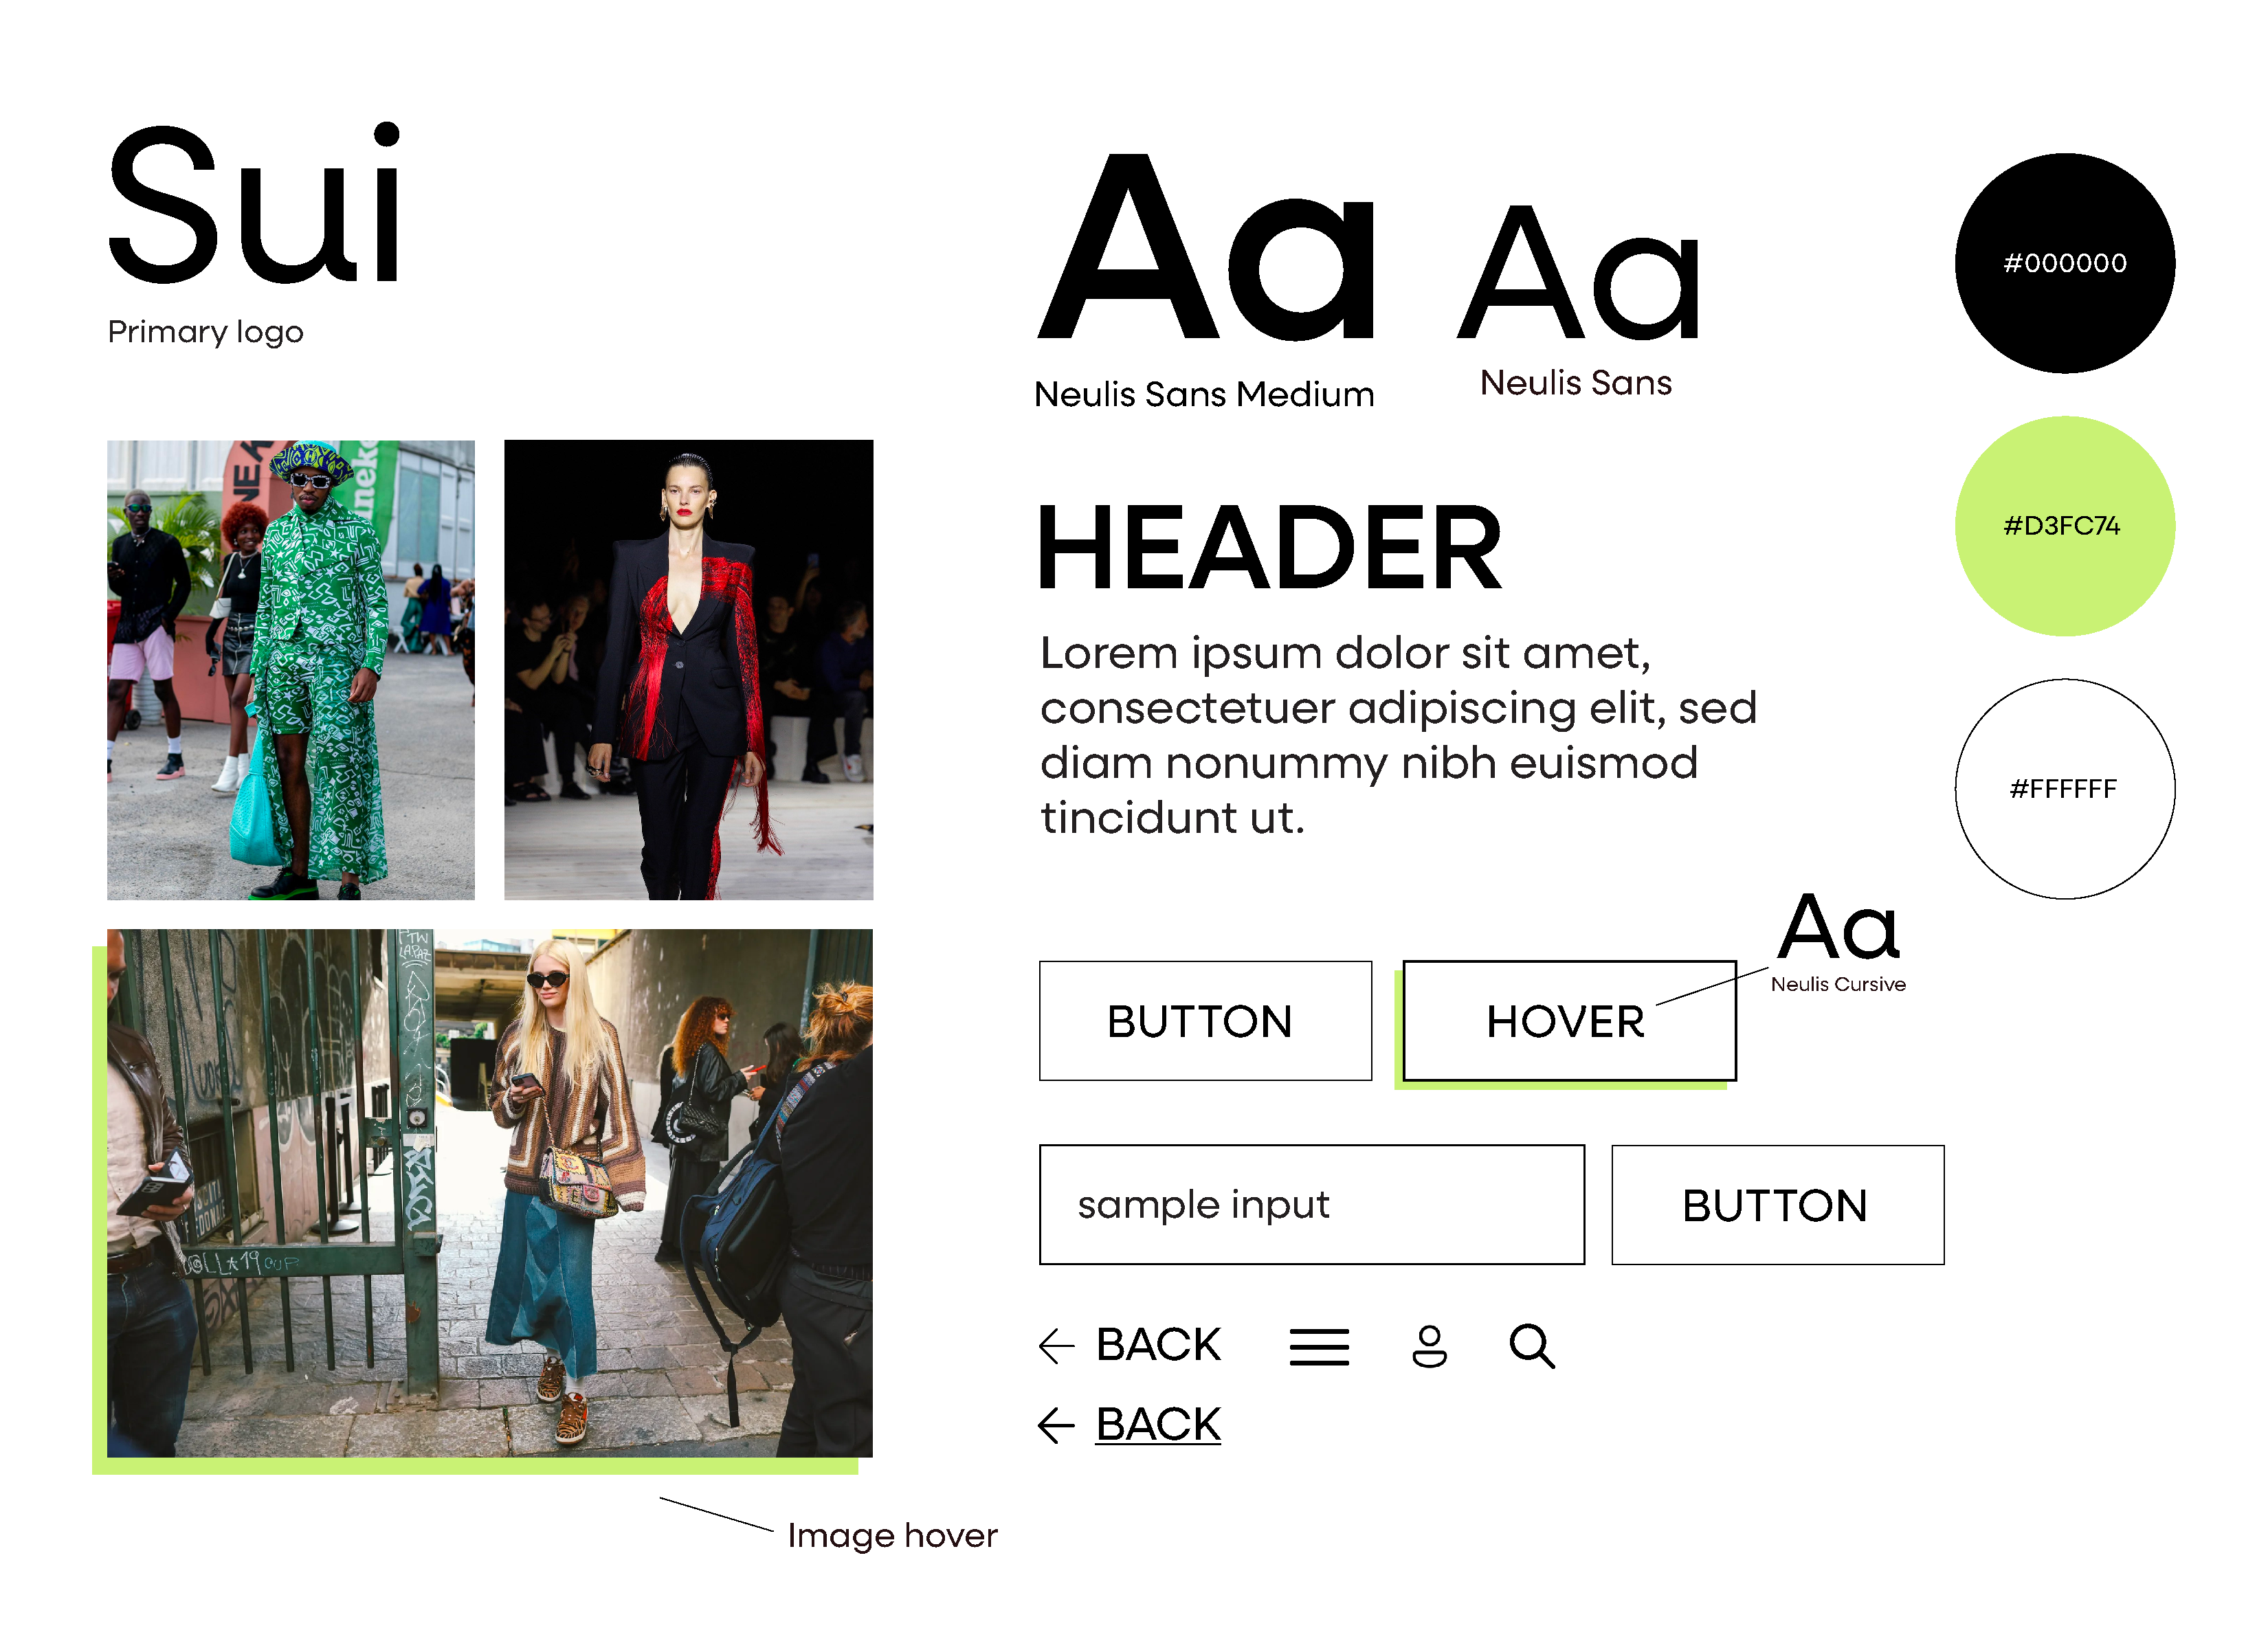 Sui
Primary logo
Aa
Neulis Sans Medium
Aa
Neulis Sans
#000000
#D3FC74
#FFFFFF
HEADER
Lorem ipsum dolor sit amet,
consectetuer adipiscing elit, sed
diam nonummy nibh euismod
tincidunt ut.
BUTTON
HOVER
Aa
Neulis Cursive
sample input
BUTTON
BACK
BACK
FTW
LAPAZ
Image hover